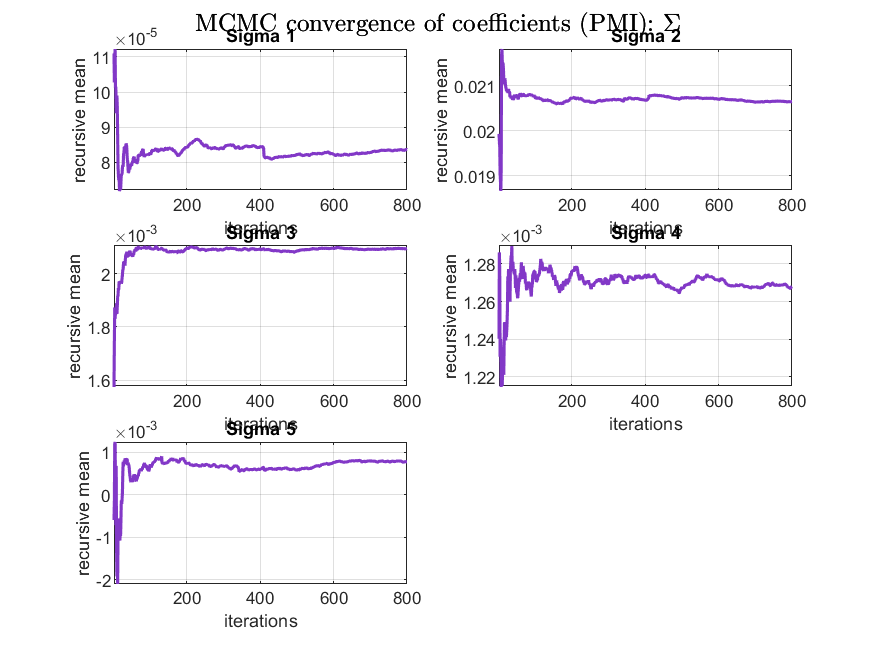 MCMC convergence of coefficients (PMI): Σ
Sigma 1
×10⁻⁵
recursive mean
11
10
9
8
200 400 600 800
iterations
Sigma 2
recursive mean
0.021
0.02
0.019
200 400 600 800
iterations
Sigma 3
×10⁻³
recursive mean
2
1.8
1.6
200 400 600 800
iterations
Sigma 4
×10⁻³
recursive mean
1.28
1.26
1.24
1.22
200 400 600 800
iterations
Sigma 5
×10⁻³
recursive mean
1
0
-1
-2
200 400 600 800
iterations